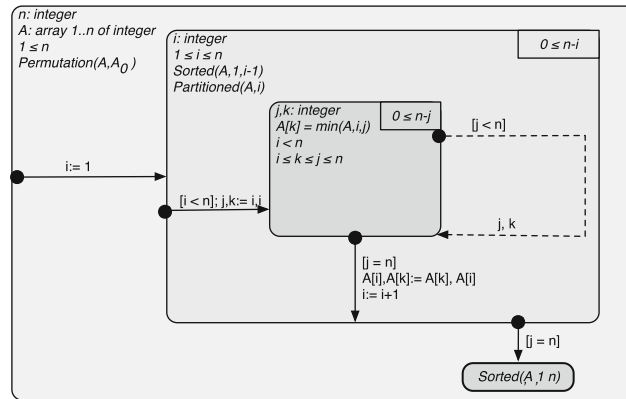 n: integer
A: array 1..n of integer
1 ≤ n
Permutation(A,A0 )
i: integer
1 ≤ i ≤ n
Sorted(A,1,i-1)
Partitioned(A,i)
0 ≤ n-i
j,k: integer
A[k] = min(A,i,j)
i < n
i ≤ k ≤ j ≤ n
0 ≤ n-j
[j < n]
i:= 1
[i < n]; j,k:= i,i
j, k
[j = n]
A[i],A[k]:= A[k], A[i]
i:= i+1
[j = n]
Sorted(A,1 n)